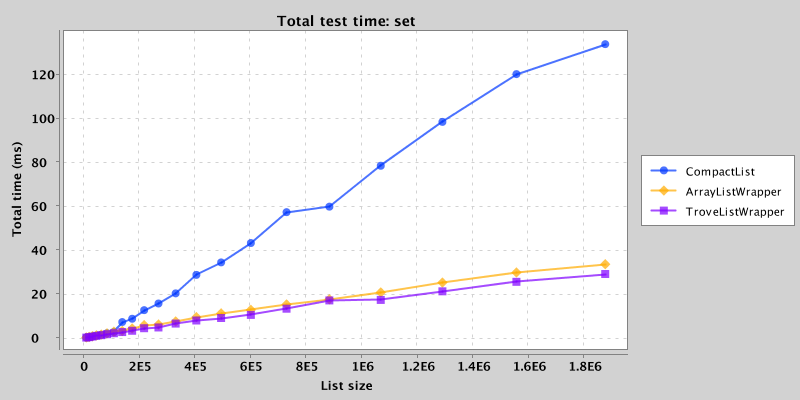 Total test time: set
Total time (ms)
120
100
80
60
40
20
0
0 2E5 4E5 6E5 8E5 1E6 1.2E6 1.4E6 1.6E6 1.8E6
List size
CompactList
ArrayListWrapper
TroveListWrapper